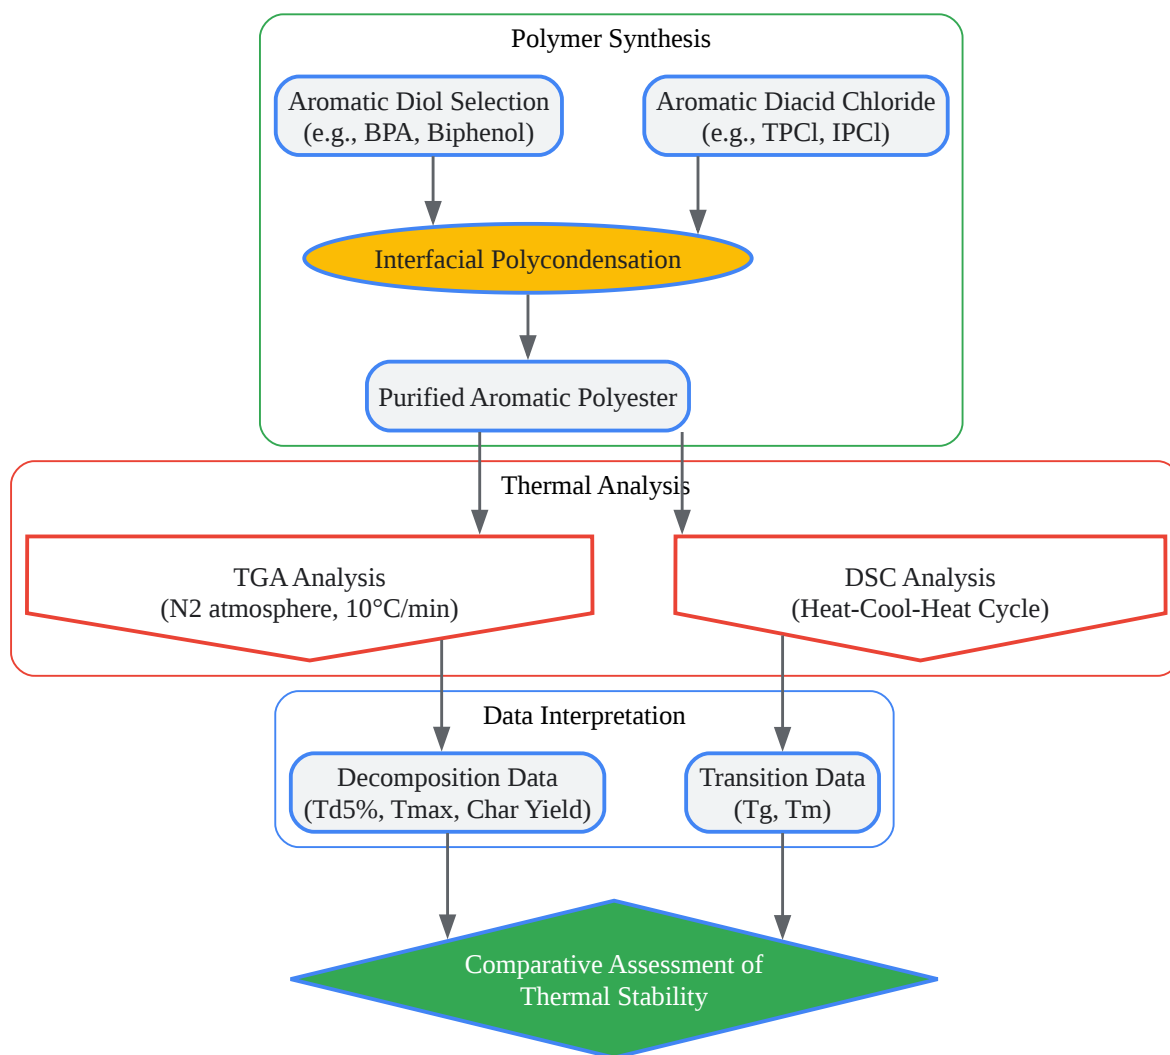 Polymer Synthesis
Aromatic Diol Selection
(e.g., BPA, Biphenol)
Aromatic Diacid Chloride
(e.g., TPCl, IPCl)
Interfacial Polycondensation
Purified Aromatic Polyester
Thermal Analysis
TGA Analysis
(N2 atmosphere, 10°C/min)
DSC Analysis
(Heat-Cool-Heat Cycle)
Data Interpretation
Decomposition Data
(Td5%, Tmax, Char Yield)
Transition Data
(Tg, Tm)
Comparative Assessment of
Thermal Stability